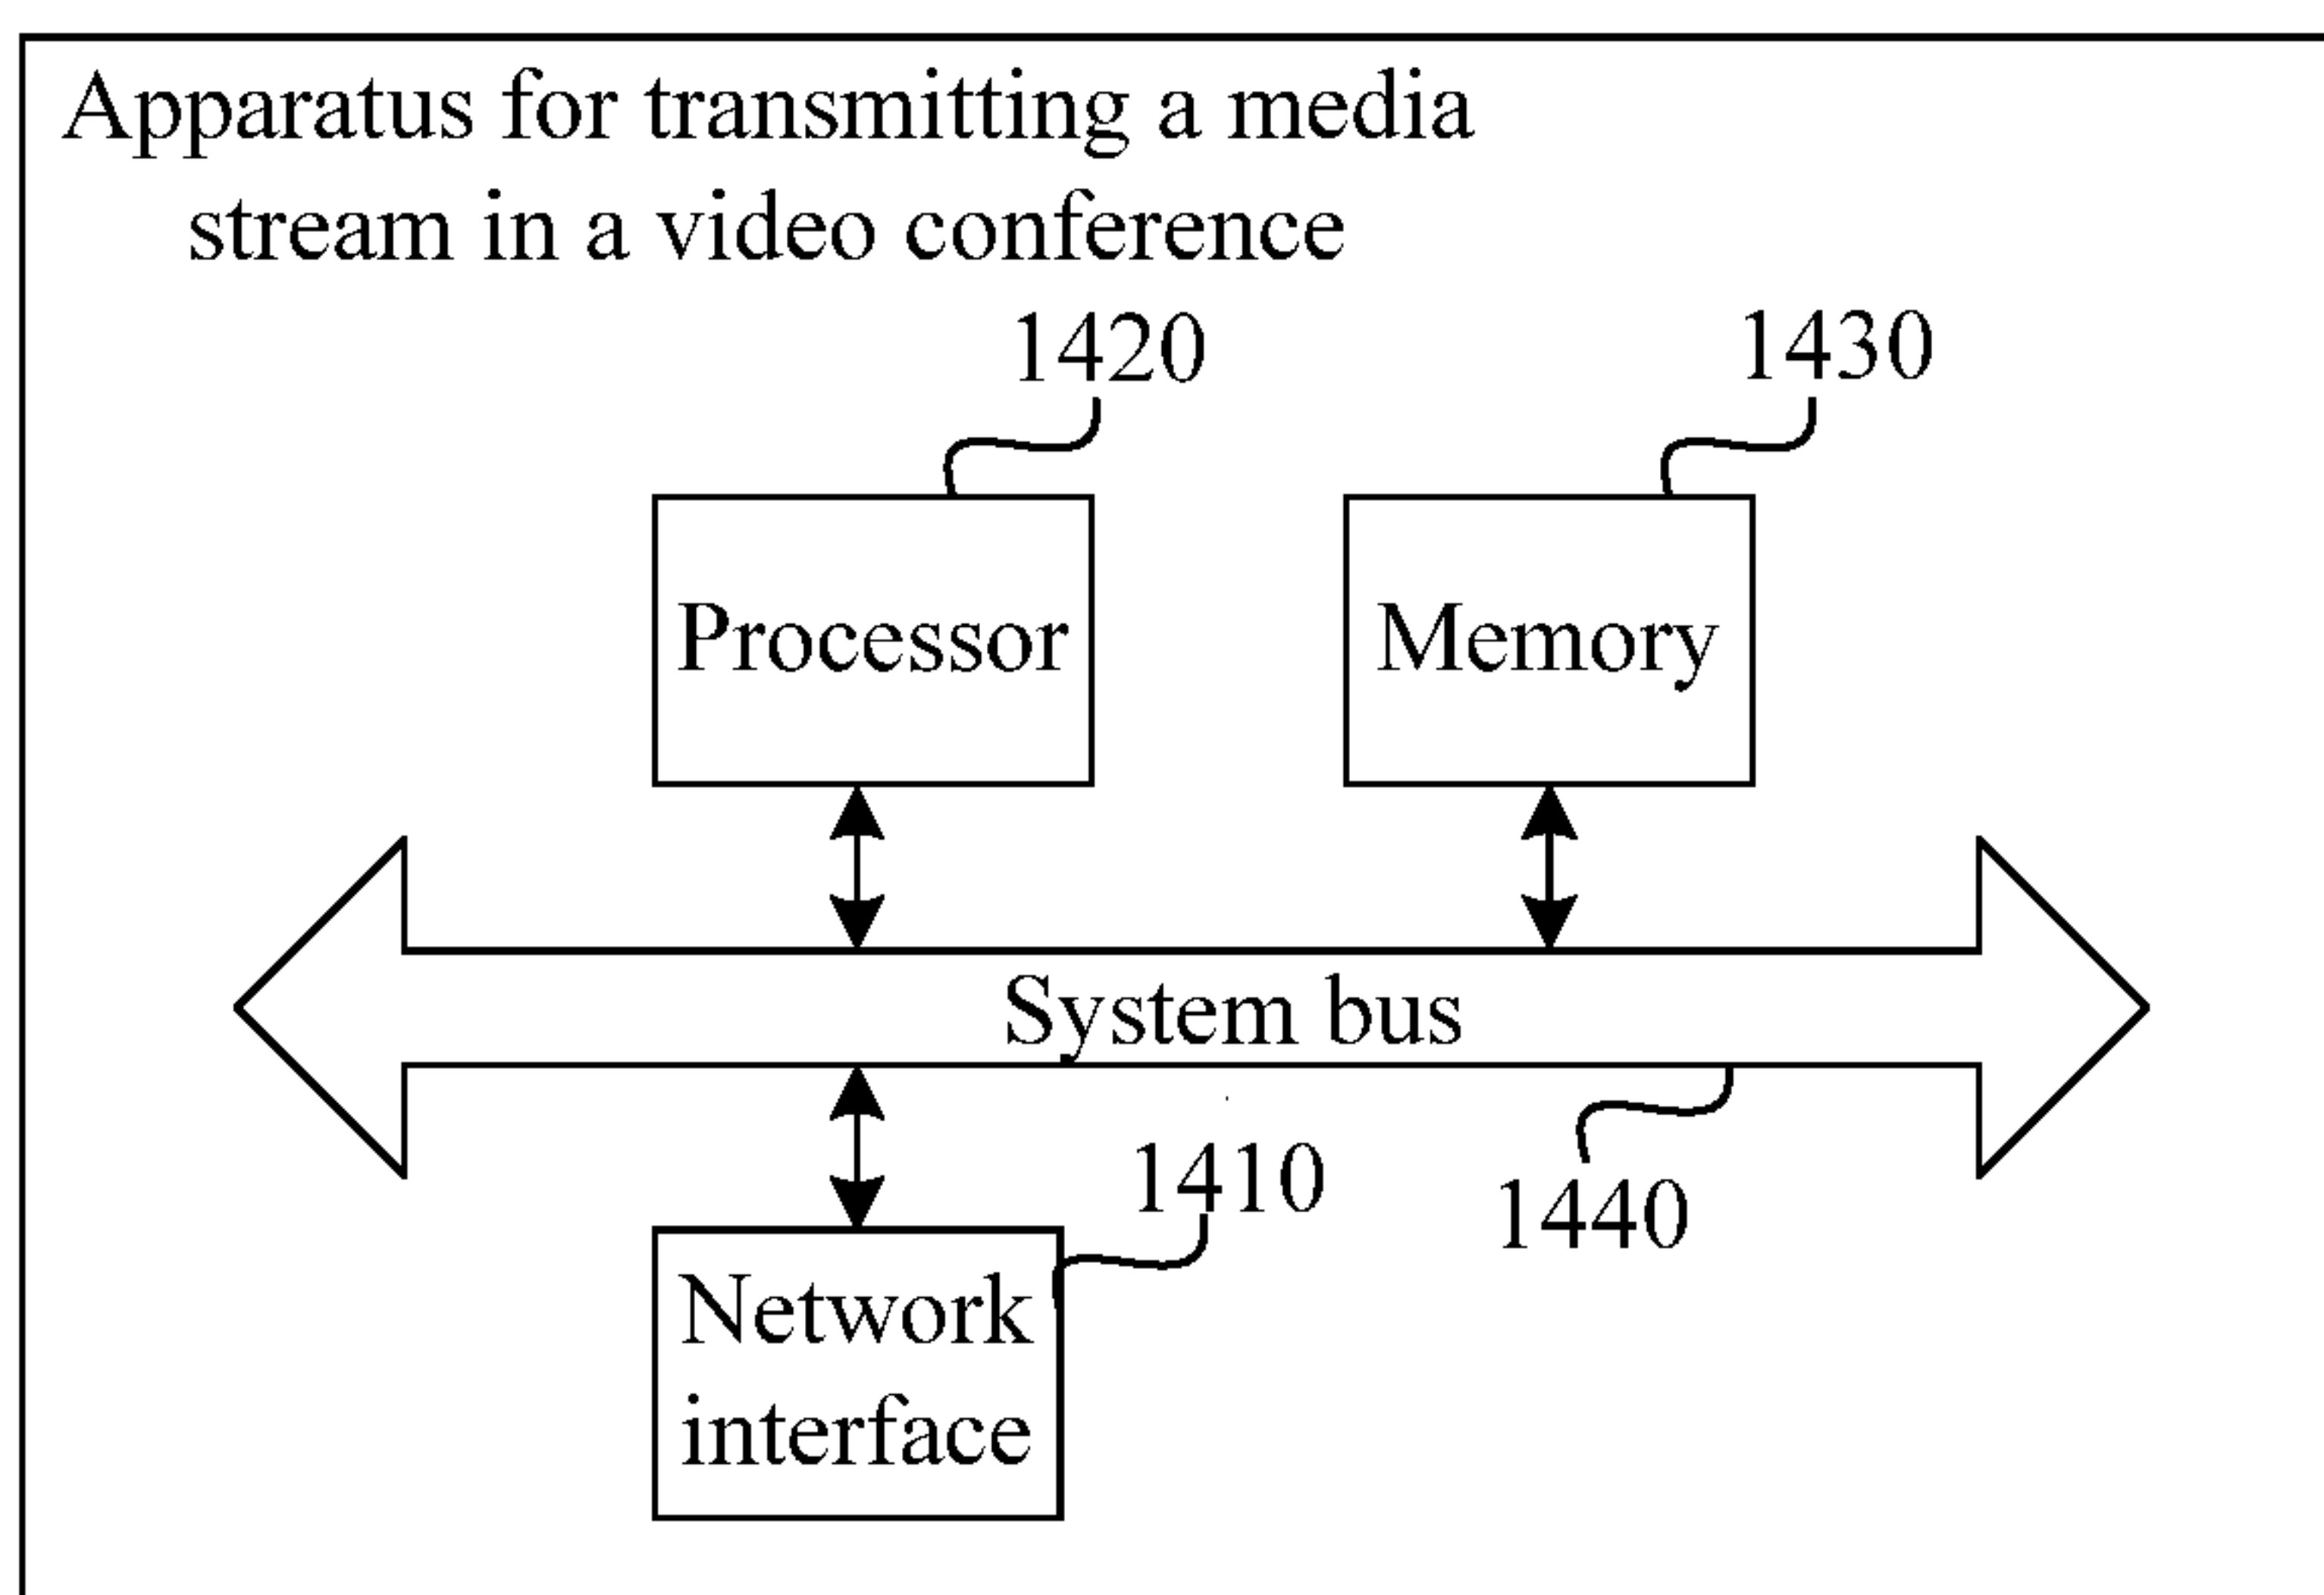 Apparatus for transmitting a media
stream in a video conference
1420
1430
Processor
Memory
System bus
1410
1440
Network
interface